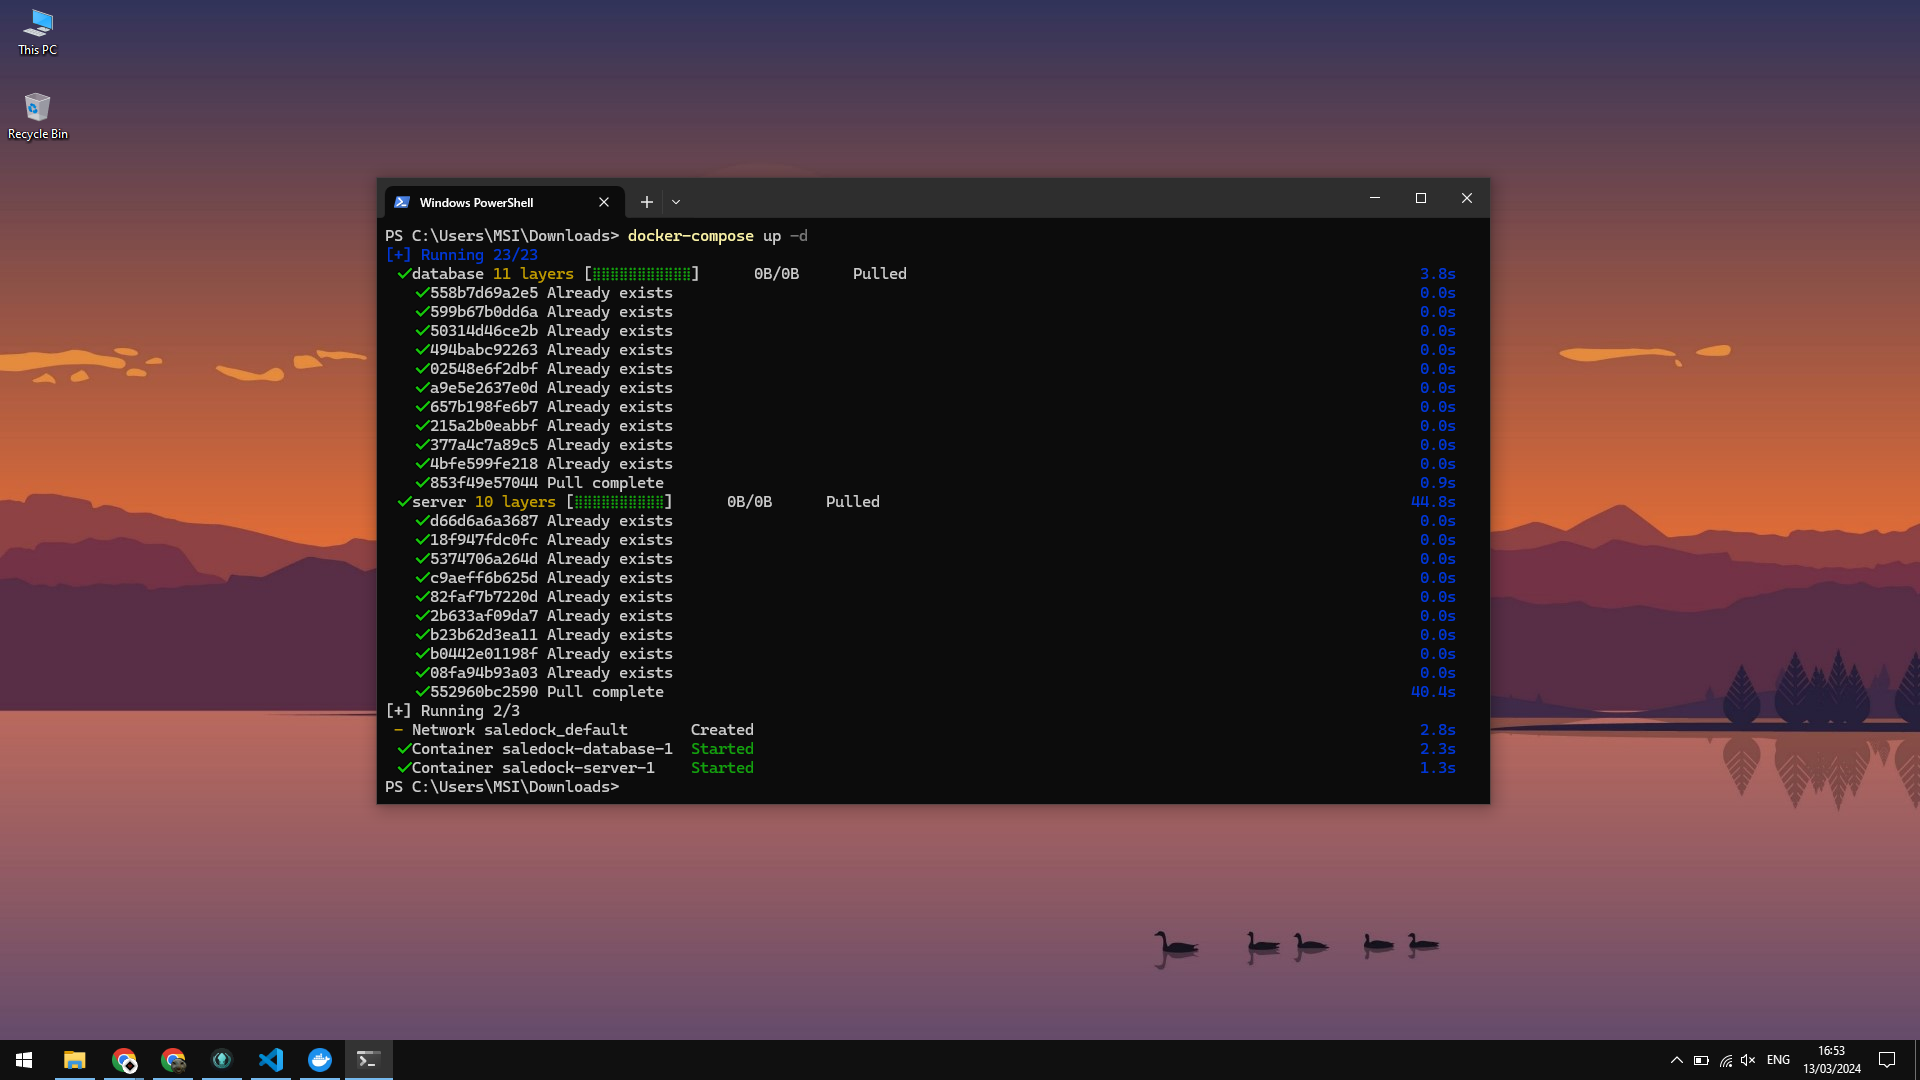 This PC
Recycle Bin
Windows PowerShell
PS C:\Users\MSI\Downloads> docker-compose up -d
[+] Running 23/23
✓database 11 layers [⣿⣿⣿⣿⣿⣿⣿⣿⣿⣿⣿] 0B/0B Pulled 3.8s
✓558b7d69a2e5 Already exists 0.0s
✓599b67b0dd6a Already exists 0.0s
✓50314d46ce2b Already exists 0.0s
✓494babc92263 Already exists 0.0s
✓02548e6f2dbf Already exists 0.0s
✓a9e5e2637e0d Already exists 0.0s
✓657b198fe6b7 Already exists 0.0s
✓215a2b0eabbf Already exists 0.0s
✓377a4c7a89c5 Already exists 0.0s
✓4bfe599fe218 Already exists 0.0s
✓853f49e57044 Pull complete 0.9s
✓server 10 layers [⣿⣿⣿⣿⣿⣿⣿⣿⣿⣿] 0B/0B Pulled 44.8s
✓d66d6a6a3687 Already exists 0.0s
✓18f947fdc0fc Already exists 0.0s
✓5374706a264d Already exists 0.0s
✓c9aeff6b625d Already exists 0.0s
✓82faf7b7220d Already exists 0.0s
✓2b633af09da7 Already exists 0.0s
✓b23b62d3ea11 Already exists 0.0s
✓b0442e01198f Already exists 0.0s
✓08fa94b93a03 Already exists 0.0s
✓552960bc2590 Pull complete 40.4s
[+] Running 2/3
- Network saledock_default Created 2.8s
✓Container saledock-database-1 Started 2.3s
✓Container saledock-server-1 Started 1.3s
PS C:\Users\MSI\Downloads>
ENG
16:53
13/03/2024